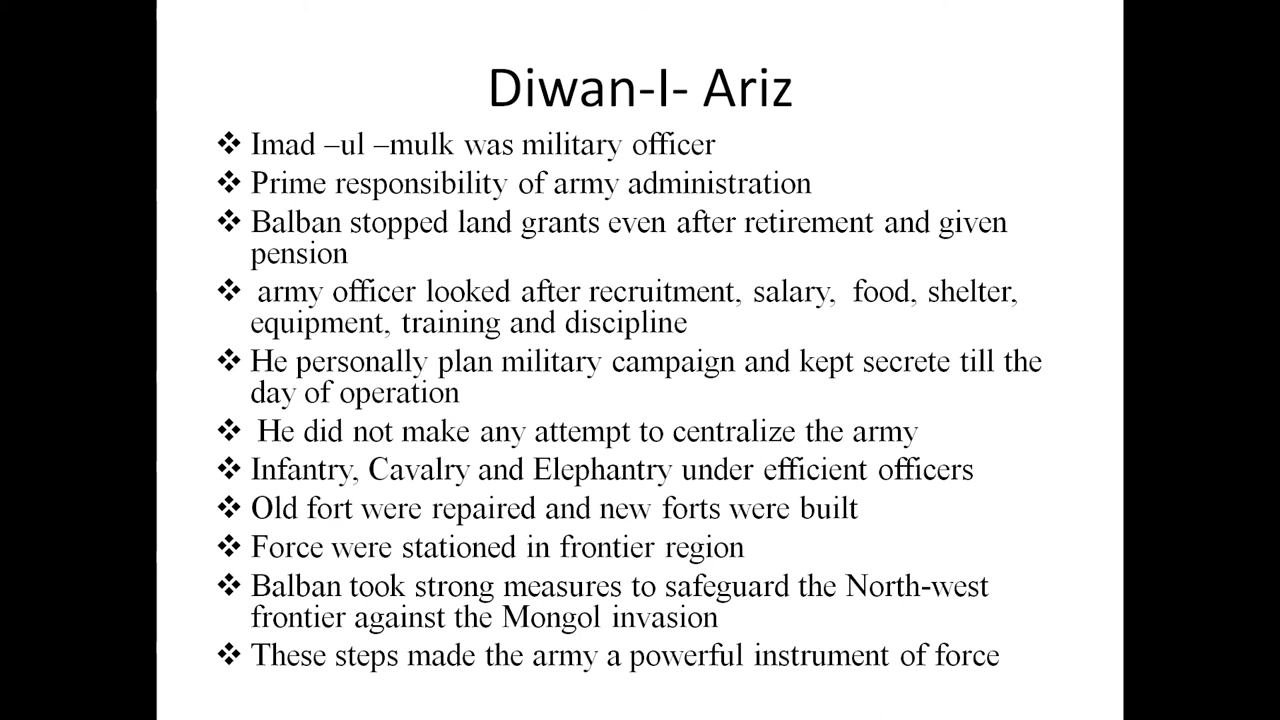 Diwan-I- Ariz
❖ Imad –ul –mulk was military officer
❖ Prime responsibility of army administration
❖ Balban stopped land grants even after retirement and given
pension
❖ army officer looked after recruitment, salary, food, shelter,
equipment, training and discipline
❖ He personally plan military campaign and kept secrete till the
day of operation
❖ He did not make any attempt to centralize the army
❖ Infantry, Cavalry and Elephantry under efficient officers
❖ Old fort were repaired and new forts were built
❖ Force were stationed in frontier region
❖ Balban took strong measures to safeguard the North-west
frontier against the Mongol invasion
❖ These steps made the army a powerful instrument of force